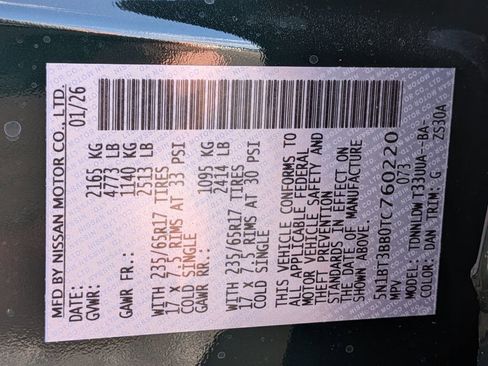 MFD BY NISSAN MOTOR CO., LTD.
DATE: 01/26
GVWR: 2165 KG
4773 LB
GAWR FR.: 1140 KG
2513 LB
WITH 235/65R17 TIRES
17 X 7.5 RIMS AT 33 PSI
COLD SINGLE
GAWR RR.: 1095 KG
2414 LB
WITH 235/65R17 TIRES
17 X 7.5 RIMS AT 30 PSI
COLD SINGLE
THIS VEHICLE CONFORMS TO
ALL APPLICABLE FEDERAL
MOTOR VEHICLE SAFETY AND
THEFT PREVENTION
STANDARDS IN EFFECT ON
THE DATE OF MANUFACTURE
SHOWN ABOVE.
5N1BT3BB0TC760220
MPV 073
TYPE: TDNNLDW T33UUA--BA-
COLOR: DAN TRIM: G ZS30A